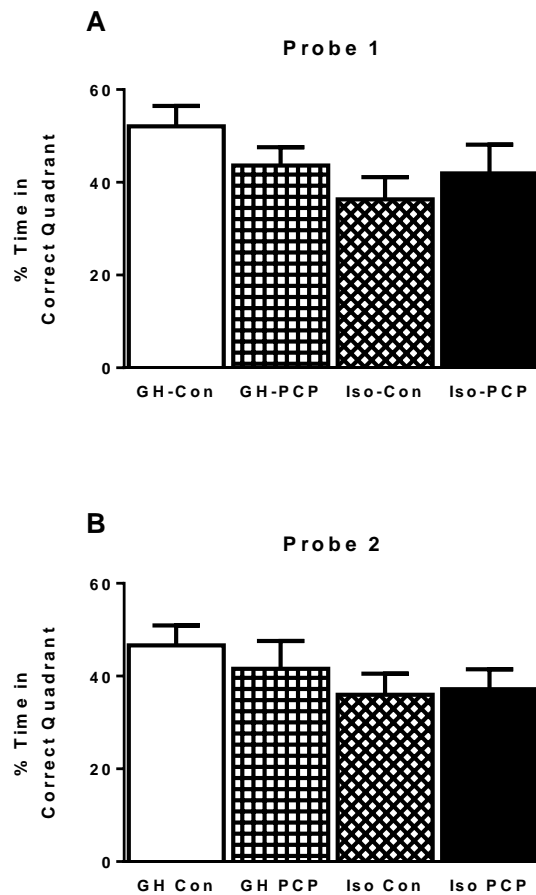 A
Probe 1
% Time in
Correct Quadrant
60
40
20
0
GH-Con GH-PCP Iso-Con Iso-PCP
B
Probe 2
% Time in
Correct Quadrant
60
40
20
0
GH Con GH PCP Iso Con Iso PCP